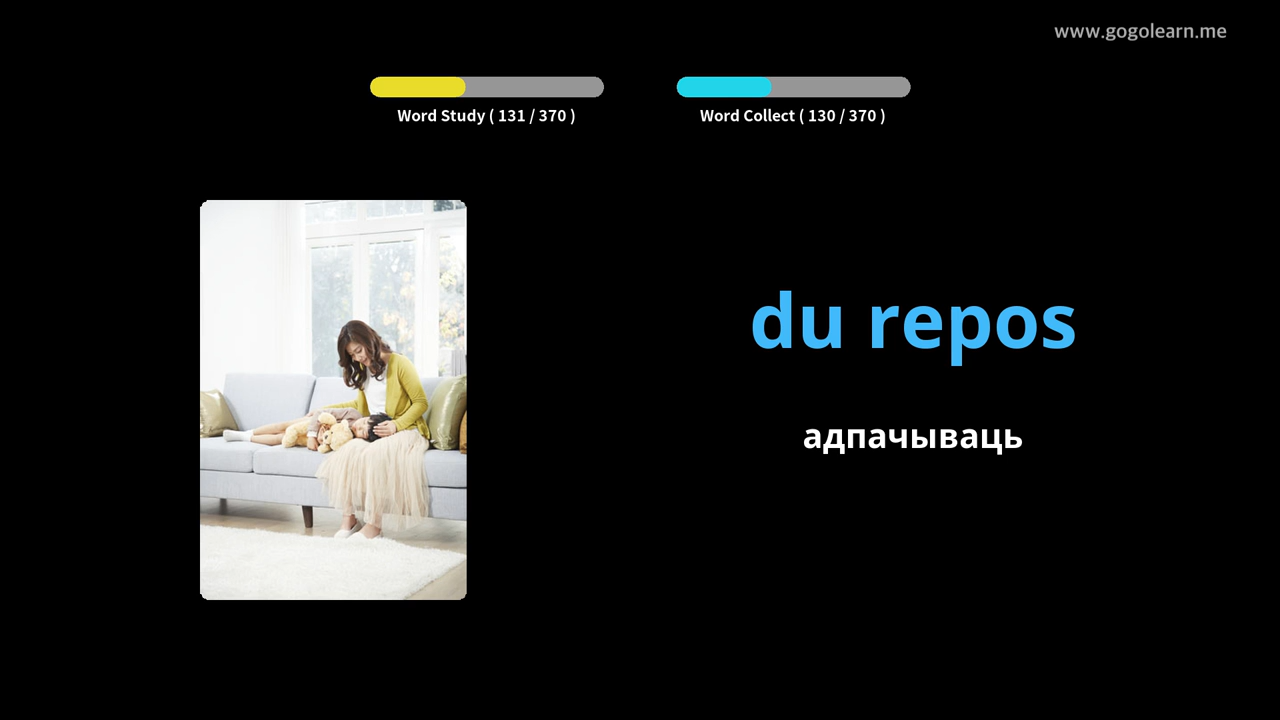 www.gogolearn.me
Word Study ( 131 / 370 )
Word Collect ( 130 / 370 )
du repos
адпачываць